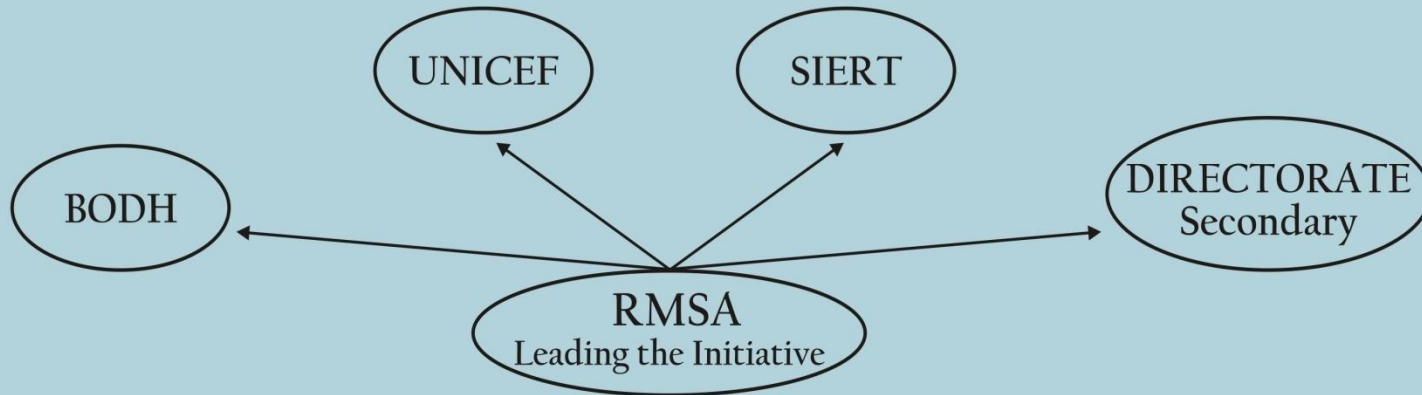 UNICEF
SIERT
BODH
DIRECTORATE
Secondary
RMSA
Leading the Initiative